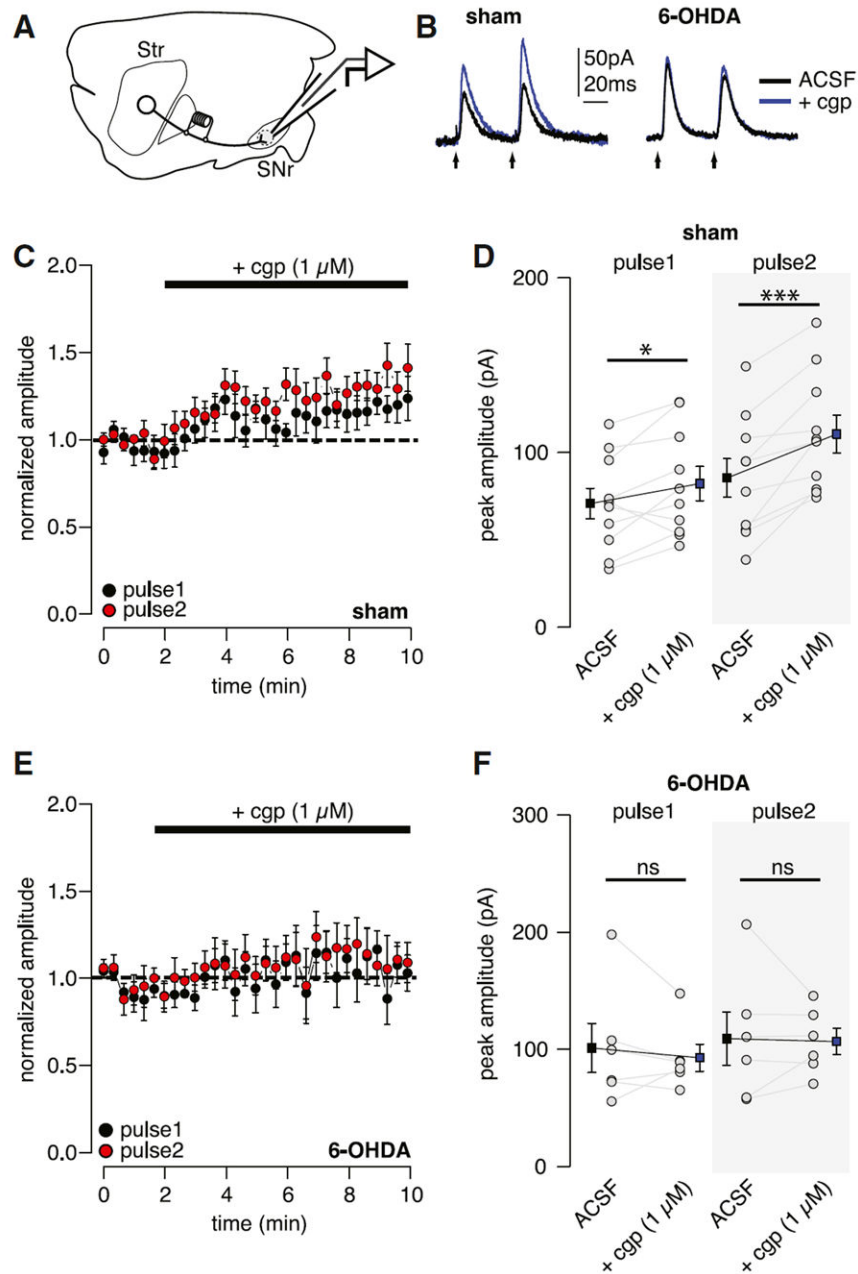 A
Str
SNr
B
sham
6-OHDA
50pA
20ms
ACSF
+ cgp
C
+ cgp (1 µM)
2.0
1.5
1.0
0.5
0.0
normalized amplitude
pulse1
pulse2
sham
0 2 4 6 8 10
time (min)
D
sham
pulse1 pulse2
* ***
200
100
0
peak amplitude (pA)
ACSF
+ cgp (1 µM)
ACSF
+ cgp (1 µM)
E
+ cgp (1 µM)
2.0
1.5
1.0
0.5
0.0
normalized amplitude
pulse1
pulse2
6-OHDA
0 2 4 6 8 10
time (min)
F
6-OHDA
pulse1 pulse2
ns ns
300
200
100
0
peak amplitude (pA)
ACSF
+ cgp (1 µM)
ACSF
+ cgp (1 µM)